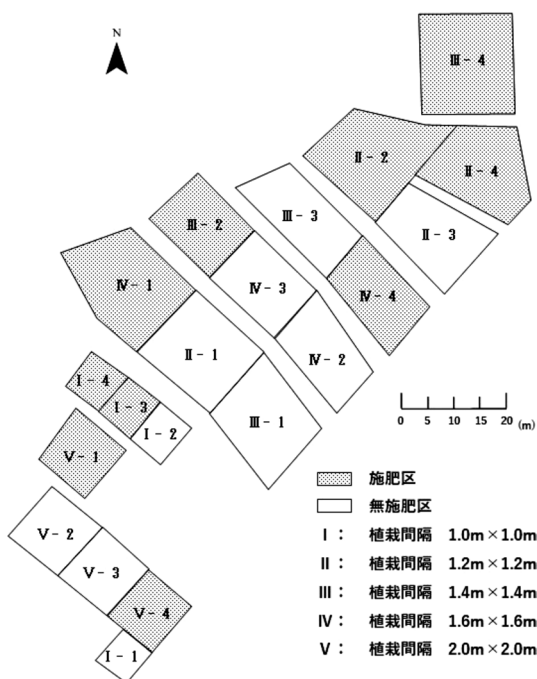 N
Ⅲ- 4
Ⅱ- 2
Ⅱ- 4
Ⅲ- 2
Ⅲ- 3
Ⅱ- 3
Ⅳ- 1
Ⅳ- 3
Ⅳ- 4
Ⅱ- 1
Ⅳ- 2
Ⅰ- 4
Ⅰ- 3
Ⅰ- 2
Ⅲ- 1
Ⅴ- 1
0 5 10 15 20 (m)
Ⅴ- 2
Ⅴ- 3
Ⅴ- 4
Ⅰ- 1
施肥区
無施肥区
Ⅰ: 植栽間隔 1.0m×1.0m
Ⅱ: 植栽間隔 1.2m×1.2m
Ⅲ: 植栽間隔 1.4m×1.4m
Ⅳ: 植栽間隔 1.6m×1.6m
Ⅴ: 植栽間隔 2.0m×2.0m